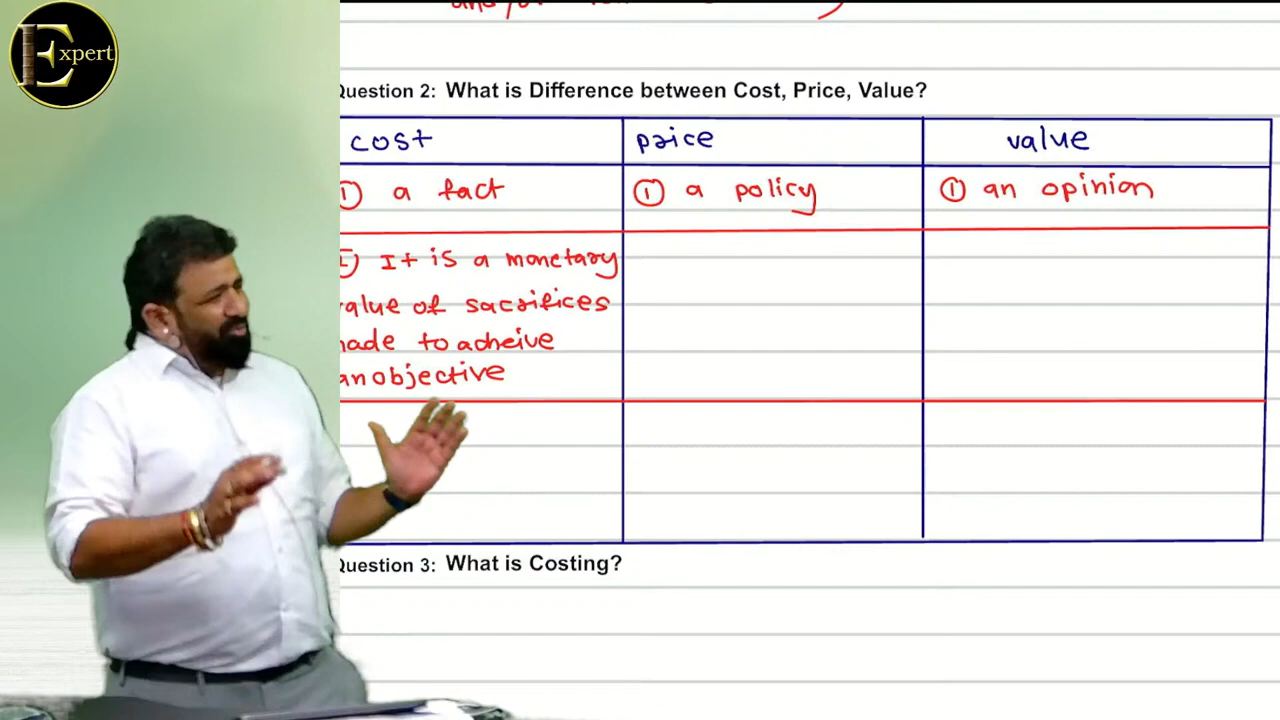 Expert
Question 2: What is Difference between Cost, Price, Value?
cost
price
value
① a fact
① a policy
① an opinion
It is a monetary
value of sacrifices
made to acheive
an objective
Question 3: What is Costing?